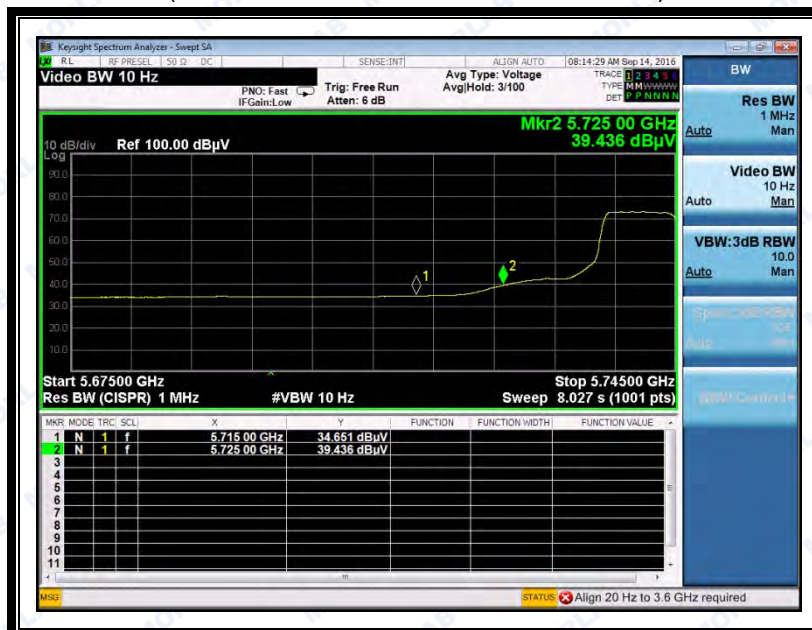 Keysight Spectrum Analyzer - Swept SA
RL RF PRESEL 50 Ω DC SENSE:INT ALIGN AUTO 08:14:29 AM Sep 14, 2016
Video BW 10 Hz
PNO: Fast
IFGain:Low
Trig: Free Run
Atten: 6 dB
Avg Type: Voltage
Avg|Hold: 3/100
TRACE 1 2 3 4 5 6
TYPE MMWWWW
DET P P N N N N
Mkr2 5.725 00 GHz
39.436 dBµV
10 dB/div Ref 100.00 dBµV
Log
90.0
80.0
70.0
60.0
50.0
40.0
30.0
20.0
10.0
1
2
Start 5.67500 GHz
Stop 5.74500 GHz
Res BW (CISPR) 1 MHz #VBW 10 Hz Sweep 8.027 s (1001 pts)
MKR MODE TRC SCL X Y FUNCTION FUNCTION WIDTH FUNCTION VALUE
1 N 1 f 5.715 00 GHz 34.651 dBµV
2 N 1 f 5.725 00 GHz 39.436 dBµV
3
4
5
6
7
8
9
10
11
MSG STATUS Align 20 Hz to 3.6 GHz required
BW
Res BW
1 MHz
Auto Man
Video BW
10 Hz
Auto Man
VBW:3dB RBW
10.0
Auto Man